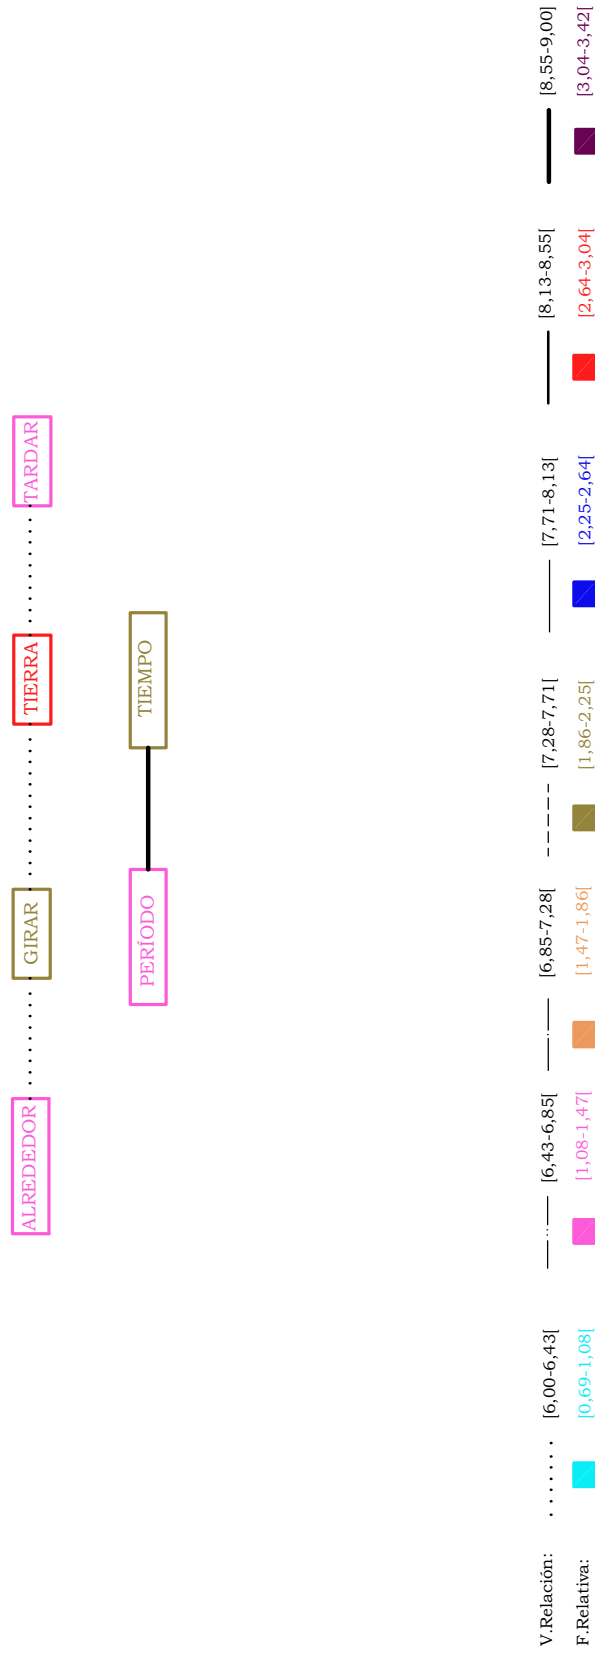 ALREDEDOR GIRAR TIERRA TARDAR
PERÍODO TIEMPO
V.Relación: [6,00-6,43[ [6,43-6,85[ [6,85-7,28[ [7,28-7,71[ [7,71-8,13[ [8,13-8,55[ [8,55-9,00]
F.Relativa: [0,69-1,08[ [1,08-1,47[ [1,47-1,86[ [1,86-2,25[ [2,25-2,64[ [2,64-3,04[ [3,04-3,42[